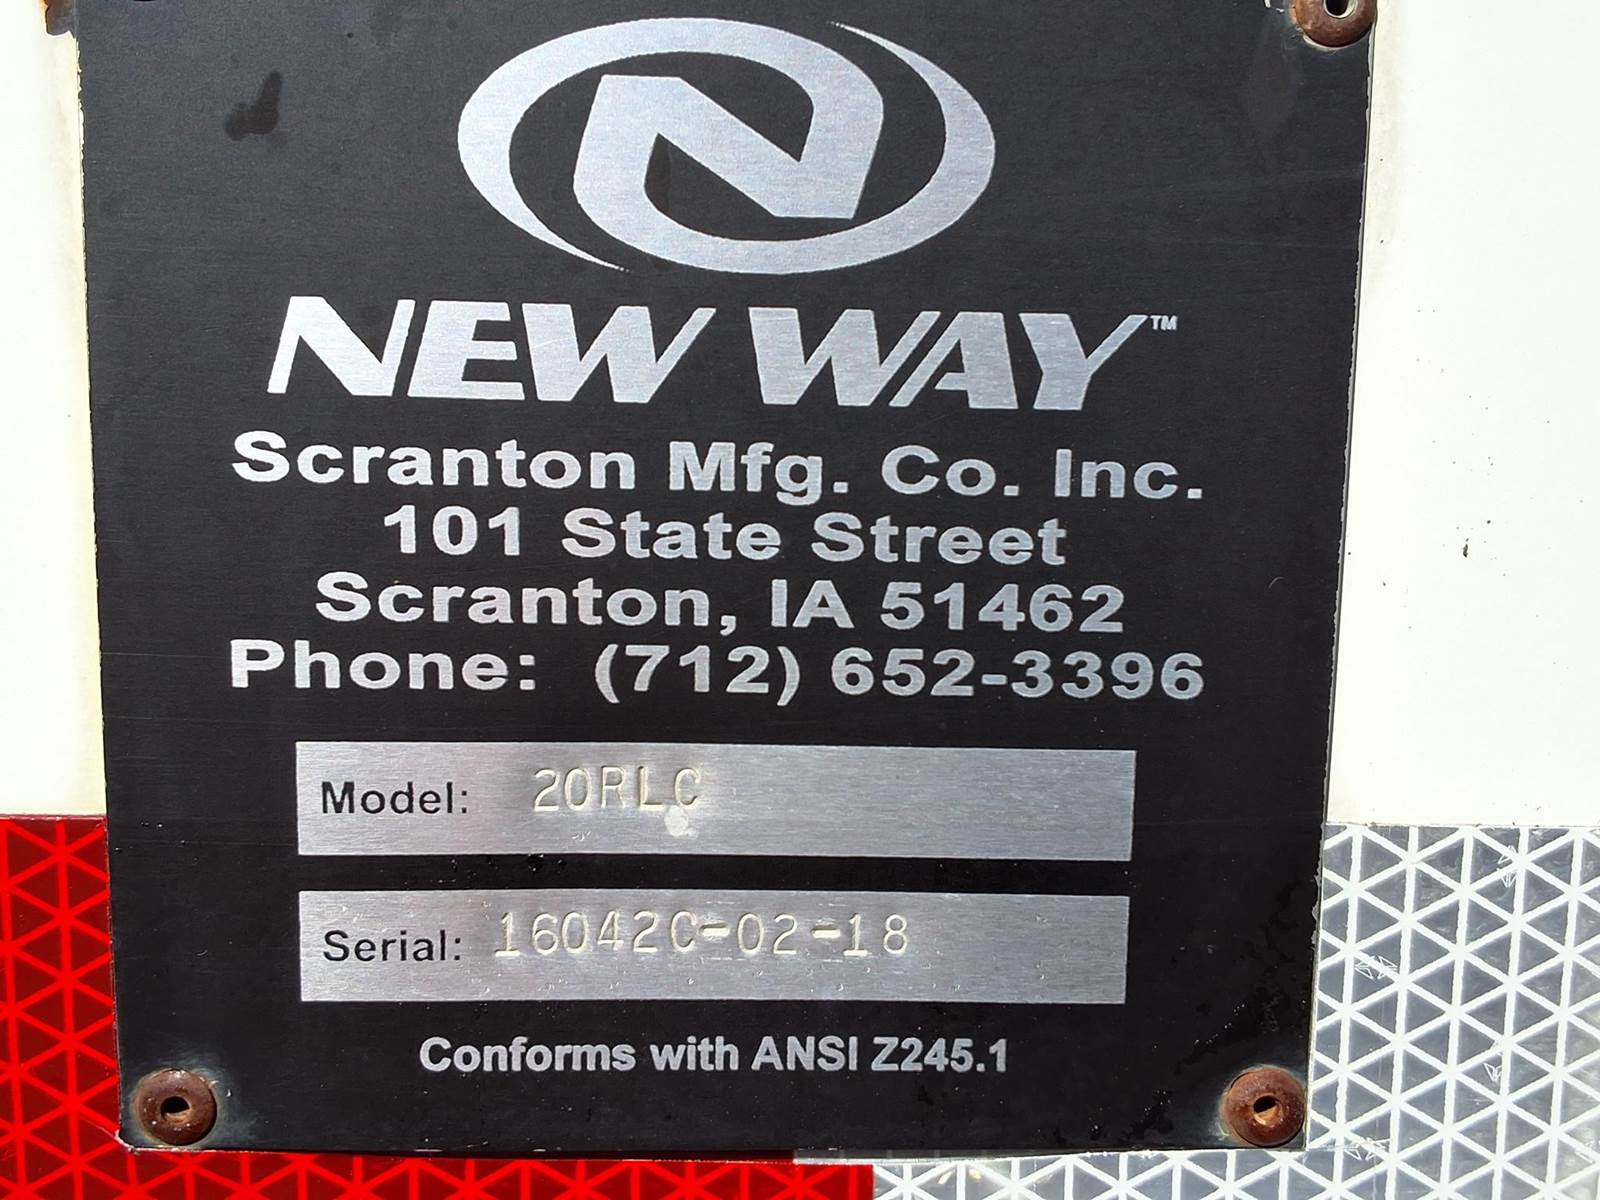 NEW WAY™
Scranton Mfg. Co. Inc.
101 State Street
Scranton, IA 51462
Phone: (712) 652-3396
Model: 20RLC
Serial: 16042C-02-18
Conforms with ANSI Z245.1